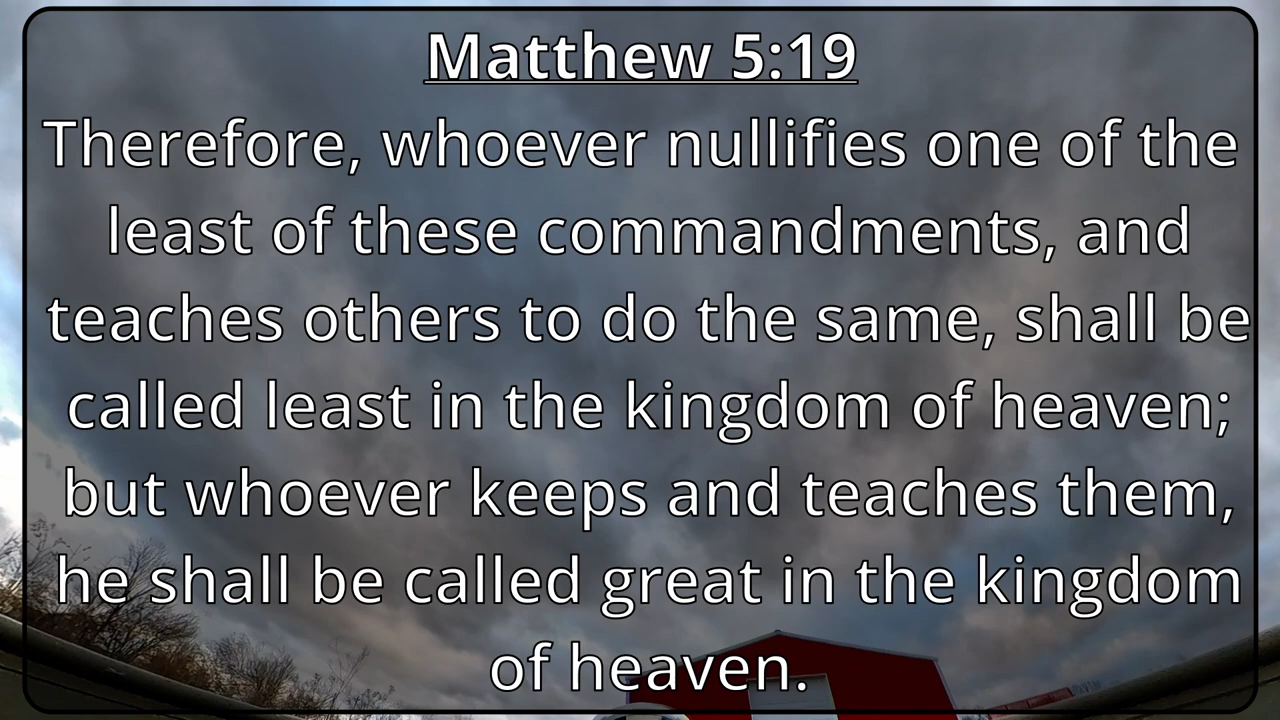 Matthew 5:19
Therefore, whoever nullifies one of the
least of these commandments, and
teaches others to do the same, shall be
called least in the kingdom of heaven;
but whoever keeps and teaches them,
he shall be called great in the kingdom
of heaven.